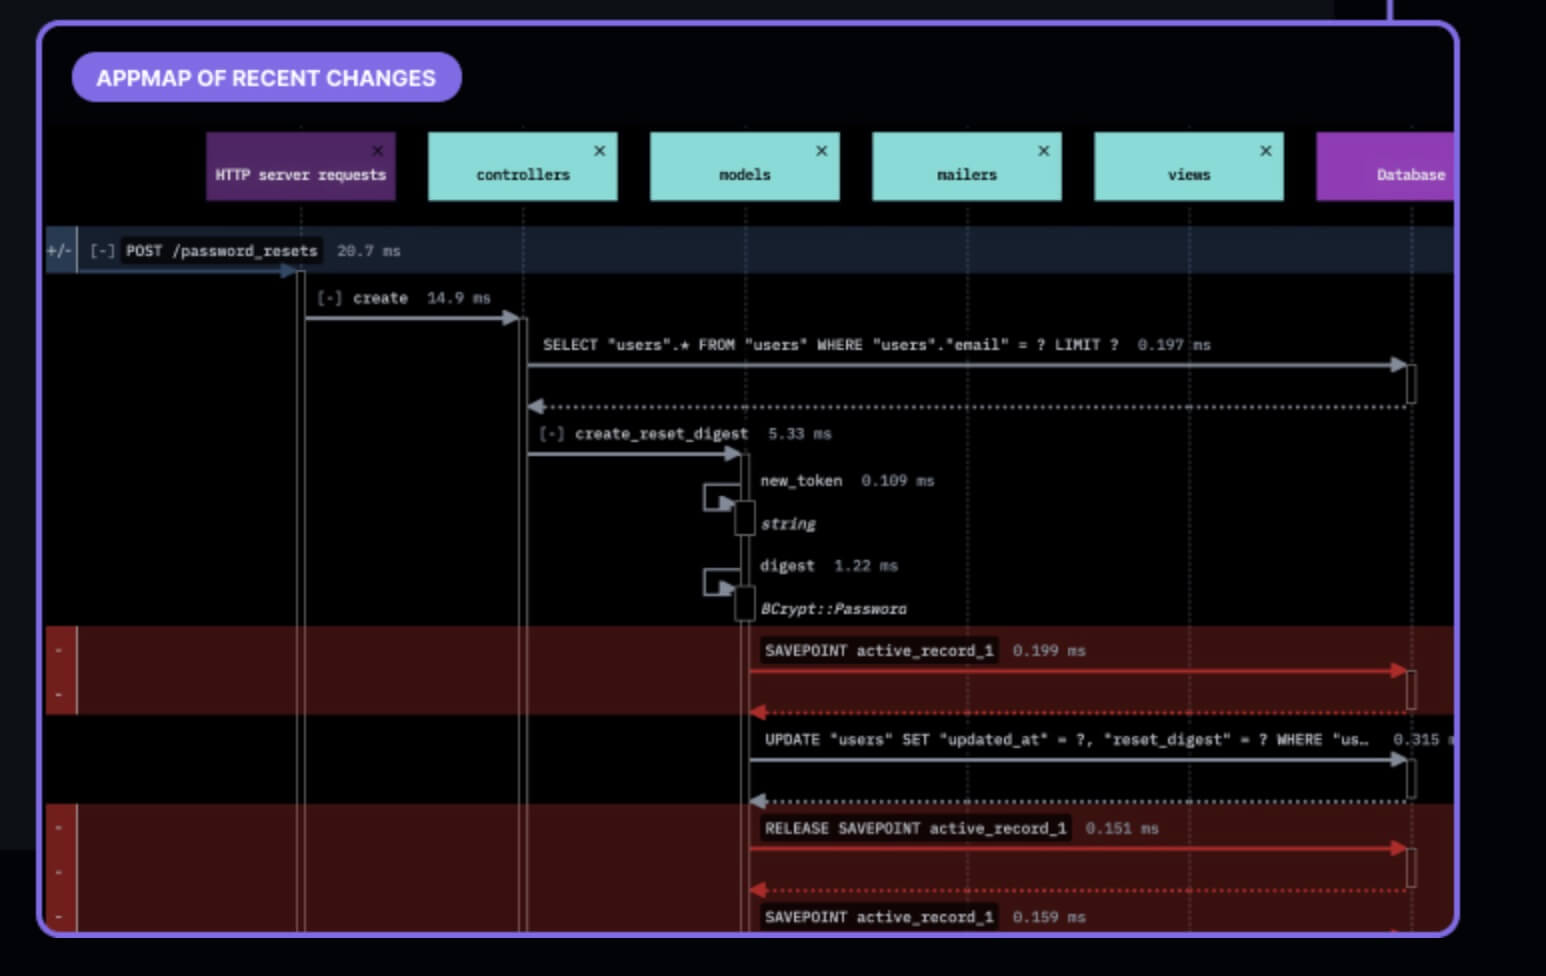 APPMAP OF RECENT CHANGES
× × × × ×
HTTP server requests controllers models mailers views Database
+/- [-] POST /password_resets 20.7 ms
[-] create 14.9 ms
SELECT "users".* FROM "users" WHERE "users"."email" = ? LIMIT ? 0.197 ms
[-] create_reset_digest 5.33 ms
new_token 0.109 ms
string
digest 1.22 ms
BCrypt::Password
- SAVEPOINT active_record_1 0.199 ms
-
UPDATE "users" SET "updated_at" = ?, "reset_digest" = ? WHERE "us… 0.315 m
- RELEASE SAVEPOINT active_record_1 0.151 ms
-
- SAVEPOINT active_record_1 0.159 ms